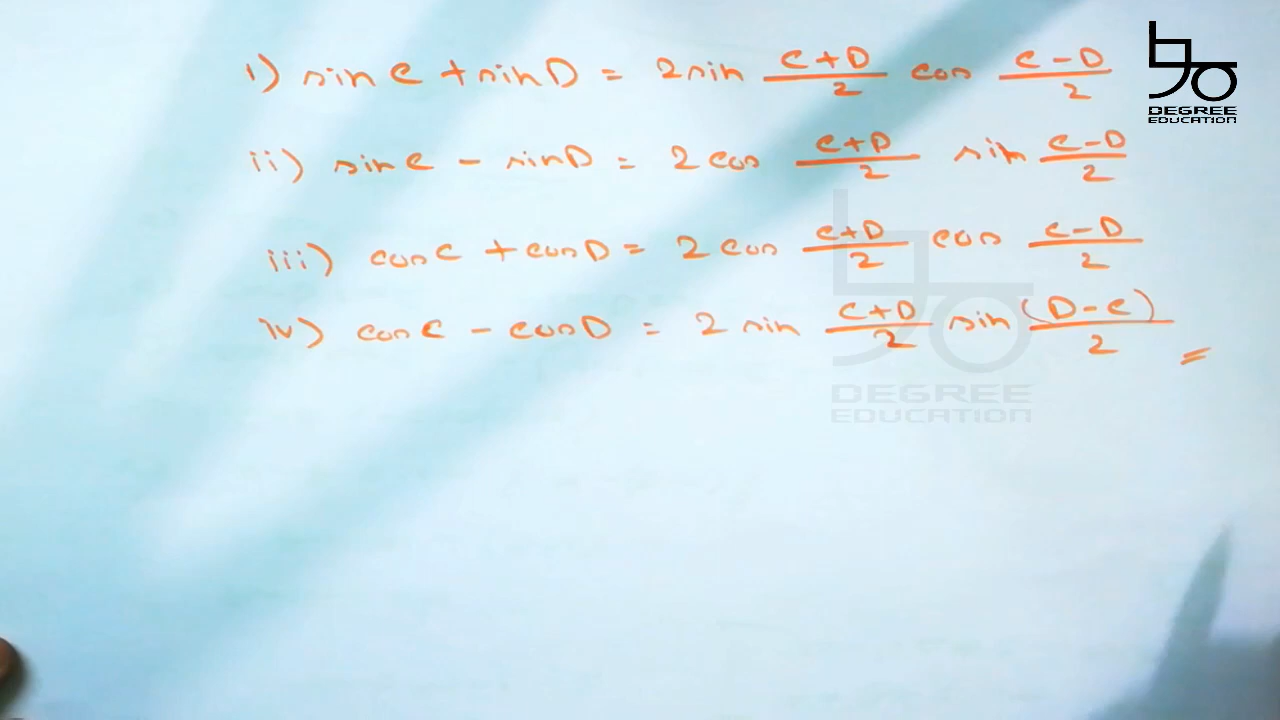 i) sin C + sin D = 2 sin (C+D)/2 cos (C-D)/2
ii) sin C - sin D = 2 cos (C+D)/2 sin (C-D)/2
iii) cos C + cos D = 2 cos (C+D)/2 cos (C-D)/2
iv) cos C - cos D = 2 sin (C+D)/2 sin (D-C)/2
DEGREE
EDUCATION
DEGREE
EDUCATION